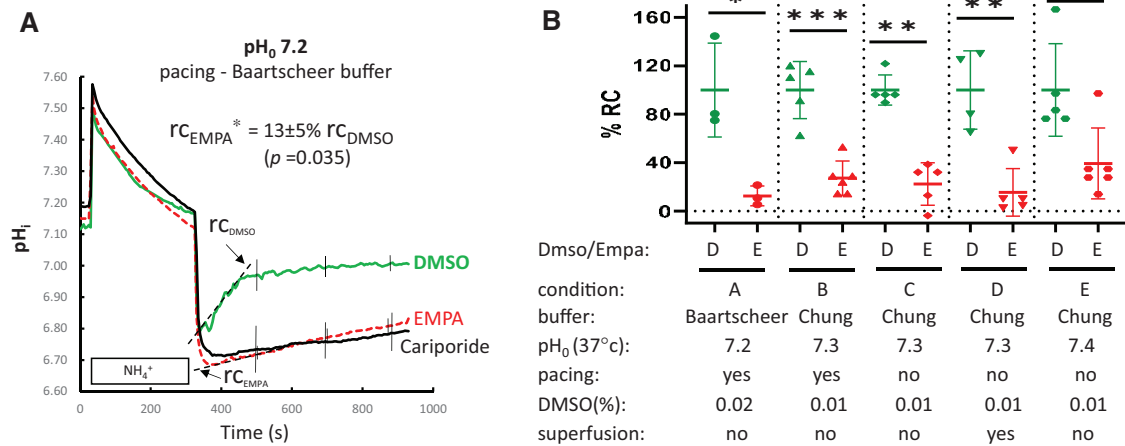 A
pH₀ 7.2
pacing - Baartscheer buffer
rc_EMPA* = 13±5% rc_DMSO
(p =0.035)
7.60
7.50
7.40
7.30
7.20
7.10
7.00
6.90
6.80
6.70
6.60
pHᵢ
rc_DMSO
DMSO
EMPA
Cariporide
NH₄⁺
rc_EMPA
0
200
400
600
800
1000
Time (s)
B
*
***
**
**
160
120
80
40
0
% RC
Dmso/Empa: D E D E D E D E D E
condition: A B C D E
buffer: Baartscheer Chung Chung Chung Chung
pH₀ (37°c): 7.2 7.3 7.3 7.3 7.4
pacing: yes yes no no no
DMSO(%): 0.02 0.01 0.01 0.01 0.01
superfusion: no no no yes no